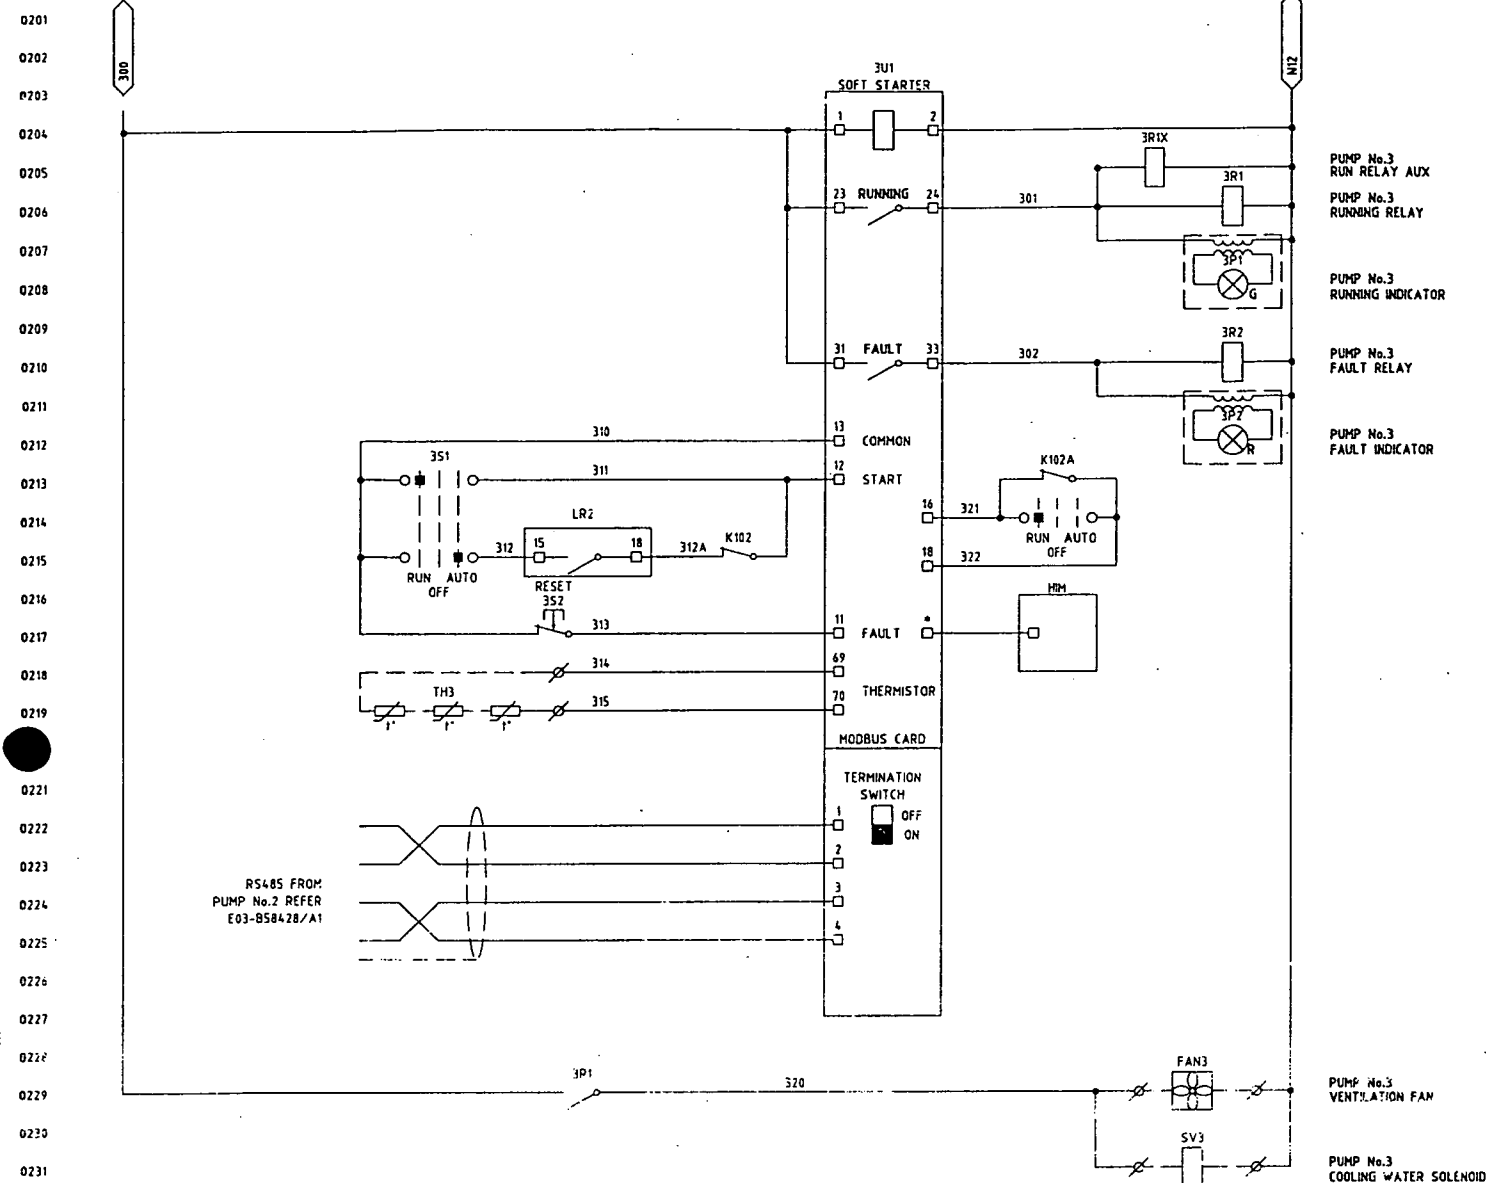 0201
0202
300
N12
3U1
0203
SOFT STARTER
0204
1
2
3R1X
PUMP No.3
0205
RUN RELAY AUX
3R1
23
RUNNING
24
301
PUMP No.3
0206
RUNNING RELAY
0207
3P1
PUMP No.3
0208
G
RUNNING INDICATOR
0209
3R2
31
FAULT
33
302
PUMP No.3
0210
FAULT RELAY
0211
3P2
13
310
COMMON
PUMP No.3
0212
R
FAULT INDICATOR
3S1
K102A
12
311
START
0213
16
321
0214
LR2
RUN
AUTO
OFF
312
15
18
312A
K102
18
322
0215
RUN
AUTO
OFF
RESET
HIM
0216
3S2
11
*
313
FAULT
0217
69
314
0218
THERMISTOR
TH3
70
315
0219
t°
t°
t°
MODBUS CARD
TERMINATION
0221
SWITCH
OFF
ON
0222
1
0223
2
RS485 FROM
PUMP No.2 REFER
E03-B58428/A1
0224
3
0225
4
0226
0227
0228
FAN3
3R1
320
PUMP No.3
0229
VENTILATION FAN
0230
SV3
PUMP No.3
0231
COOLING WATER SOLENOID